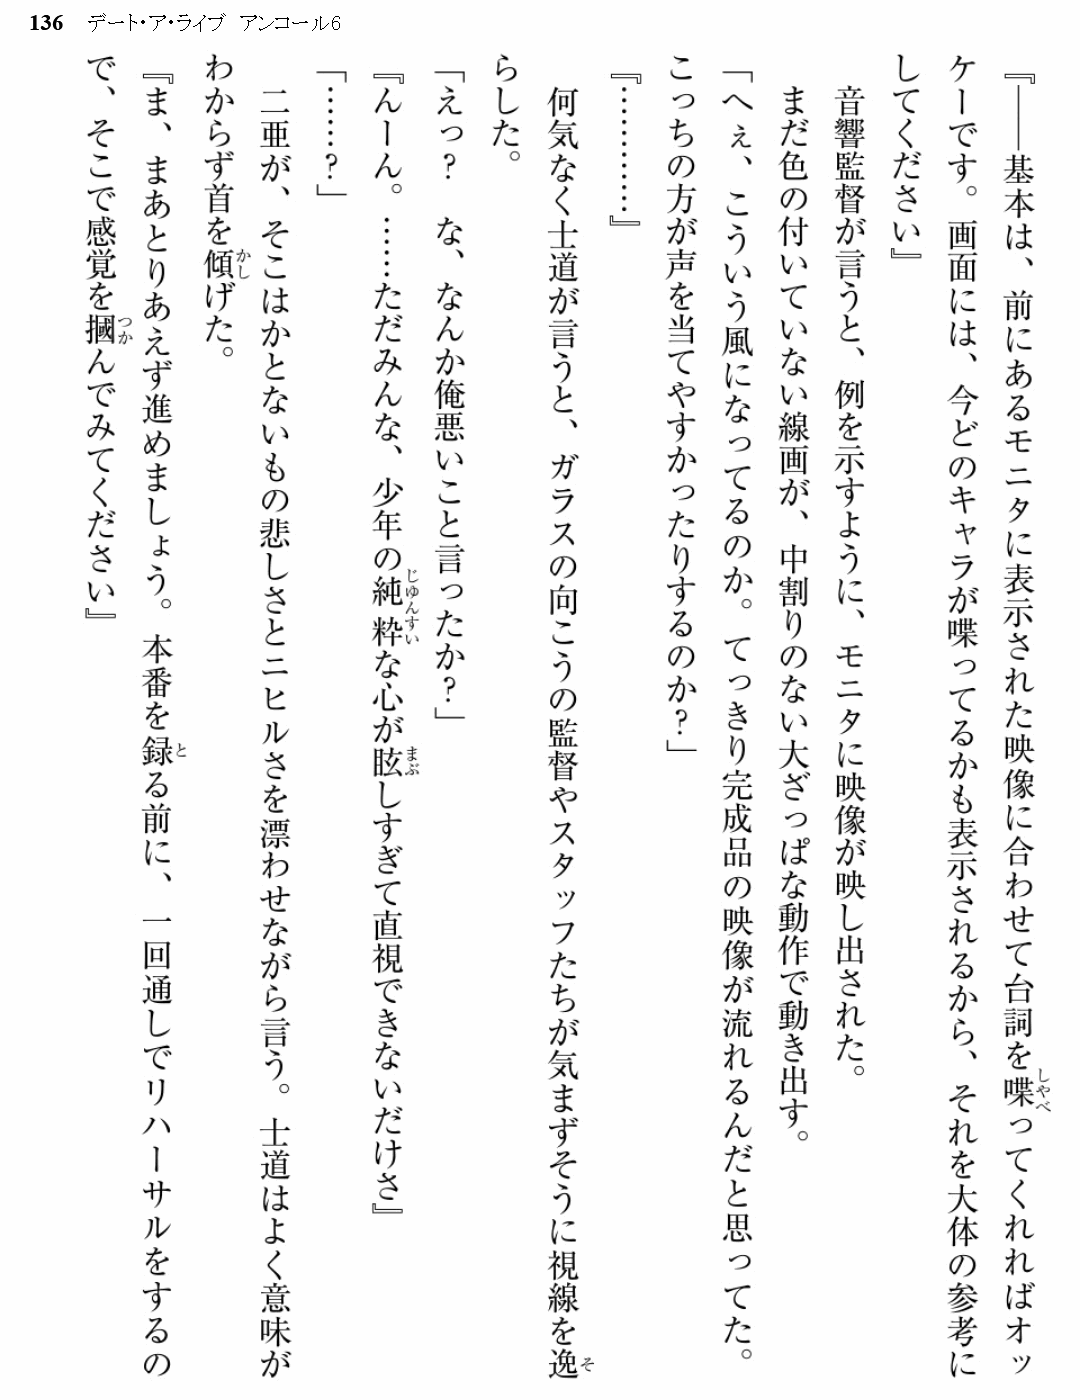 136 デート・ア・ライブ アンコール6
『――基本は、前にあるモニタに表示された映像に合わせて台詞を喋ってくれればオッ
ケーです。画面には、今どのキャラが喋ってるかも表示されるから、それを大体の参考に
してください』
音響監督が言うと、例を示すように、モニタに映像が映し出された。
まだ色の付いていない線画が、中割りのない大ざっぱな動作で動き出す。
「へぇ、こういう風になってるのか。てっきり完成品の映像が流れるんだと思ってた。
こっちの方が声を当てやすかったりするのか？」
『…………』
何気なく士道が言うと、ガラスの向こうの監督やスタッフたちが気まずそうに視線を逸
らした。
「えっ？　な、なんか俺悪いこと言ったか？」
『んーん。……ただみんな、少年の純粋な心が眩しすぎて直視できないだけさ』
「……？」
二亜が、そこはかとないもの悲しさとニヒルさを漂わせながら言う。士道はよく意味が
わからず首を傾げた。
『ま、まあとりあえず進めましょう。本番を録る前に、一回通しでリハーサルをするの
で、そこで感覚を摑んでみてください』